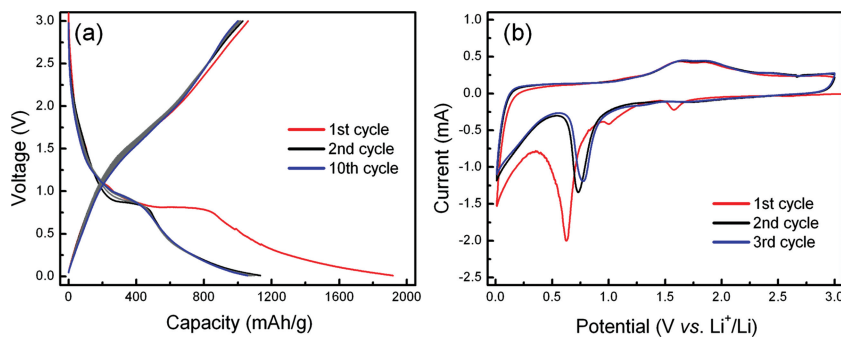 (a)
3.0
2.5
2.0
1.5
1.0
0.5
0.0
Voltage (V)
1st cycle
2nd cycle
10th cycle
0 400 800 1200 1600 2000
Capacity (mAh/g)
(b)
1.0
0.5
0.0
-0.5
-1.0
-1.5
-2.0
-2.5
Current (mA)
1st cycle
2nd cycle
3rd cycle
0.0 0.5 1.0 1.5 2.0 2.5 3.0
Potential (V vs. Li⁺/Li)